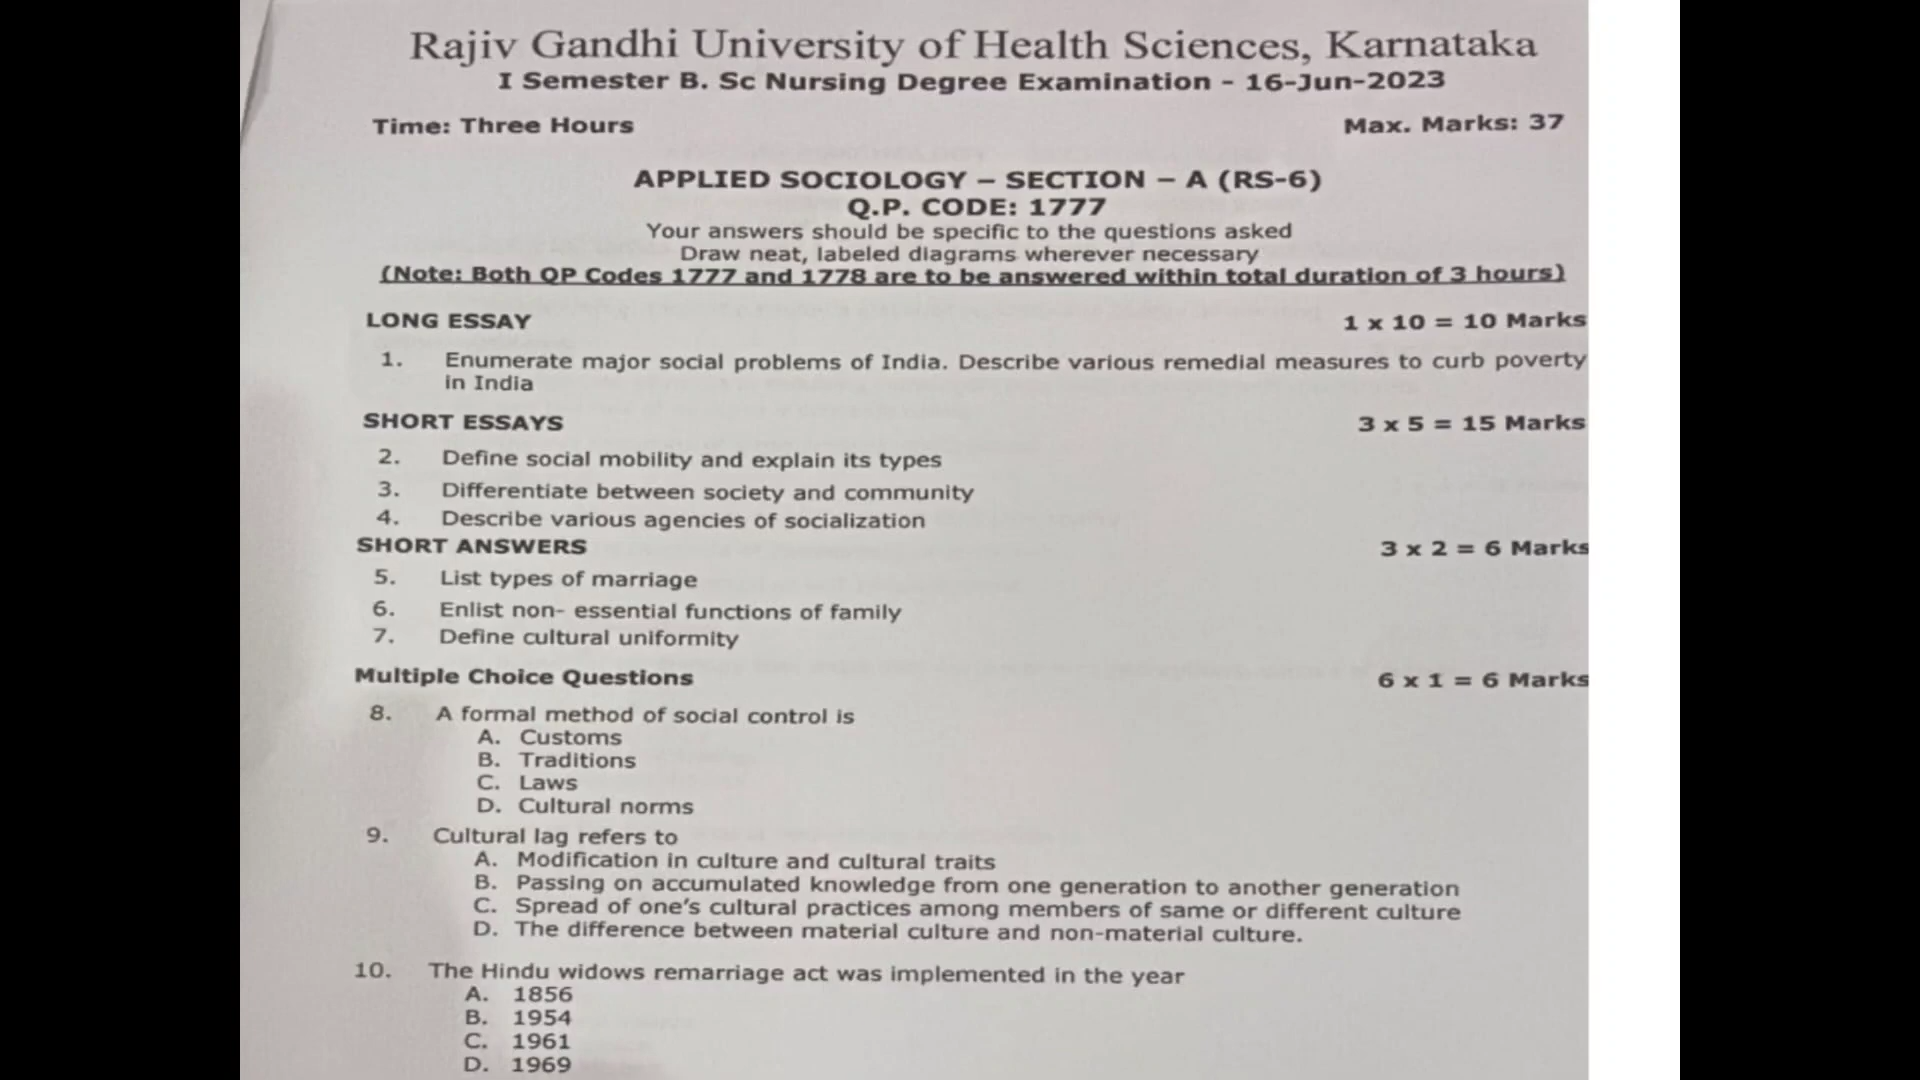 Rajiv Gandhi University of Health Sciences, Karnataka
I Semester B. Sc Nursing Degree Examination - 16-Jun-2023
Time: Three Hours Max. Marks: 37
APPLIED SOCIOLOGY – SECTION – A (RS-6)
Q.P. CODE: 1777
Your answers should be specific to the questions asked
Draw neat, labeled diagrams wherever necessary
(Note: Both QP Codes 1777 and 1778 are to be answered within total duration of 3 hours)
LONG ESSAY 1 x 10 = 10 Marks
1. Enumerate major social problems of India. Describe various remedial measures to curb poverty
in India
SHORT ESSAYS 3 x 5 = 15 Marks
2. Define social mobility and explain its types
3. Differentiate between society and community
4. Describe various agencies of socialization
SHORT ANSWERS 3 x 2 = 6 Marks
5. List types of marriage
6. Enlist non- essential functions of family
7. Define cultural uniformity
Multiple Choice Questions 6 x 1 = 6 Marks
8. A formal method of social control is
A. Customs
B. Traditions
C. Laws
D. Cultural norms
9. Cultural lag refers to
A. Modification in culture and cultural traits
B. Passing on accumulated knowledge from one generation to another generation
C. Spread of one's cultural practices among members of same or different culture
D. The difference between material culture and non-material culture.
10. The Hindu widows remarriage act was implemented in the year
A. 1856
B. 1954
C. 1961
D. 1969